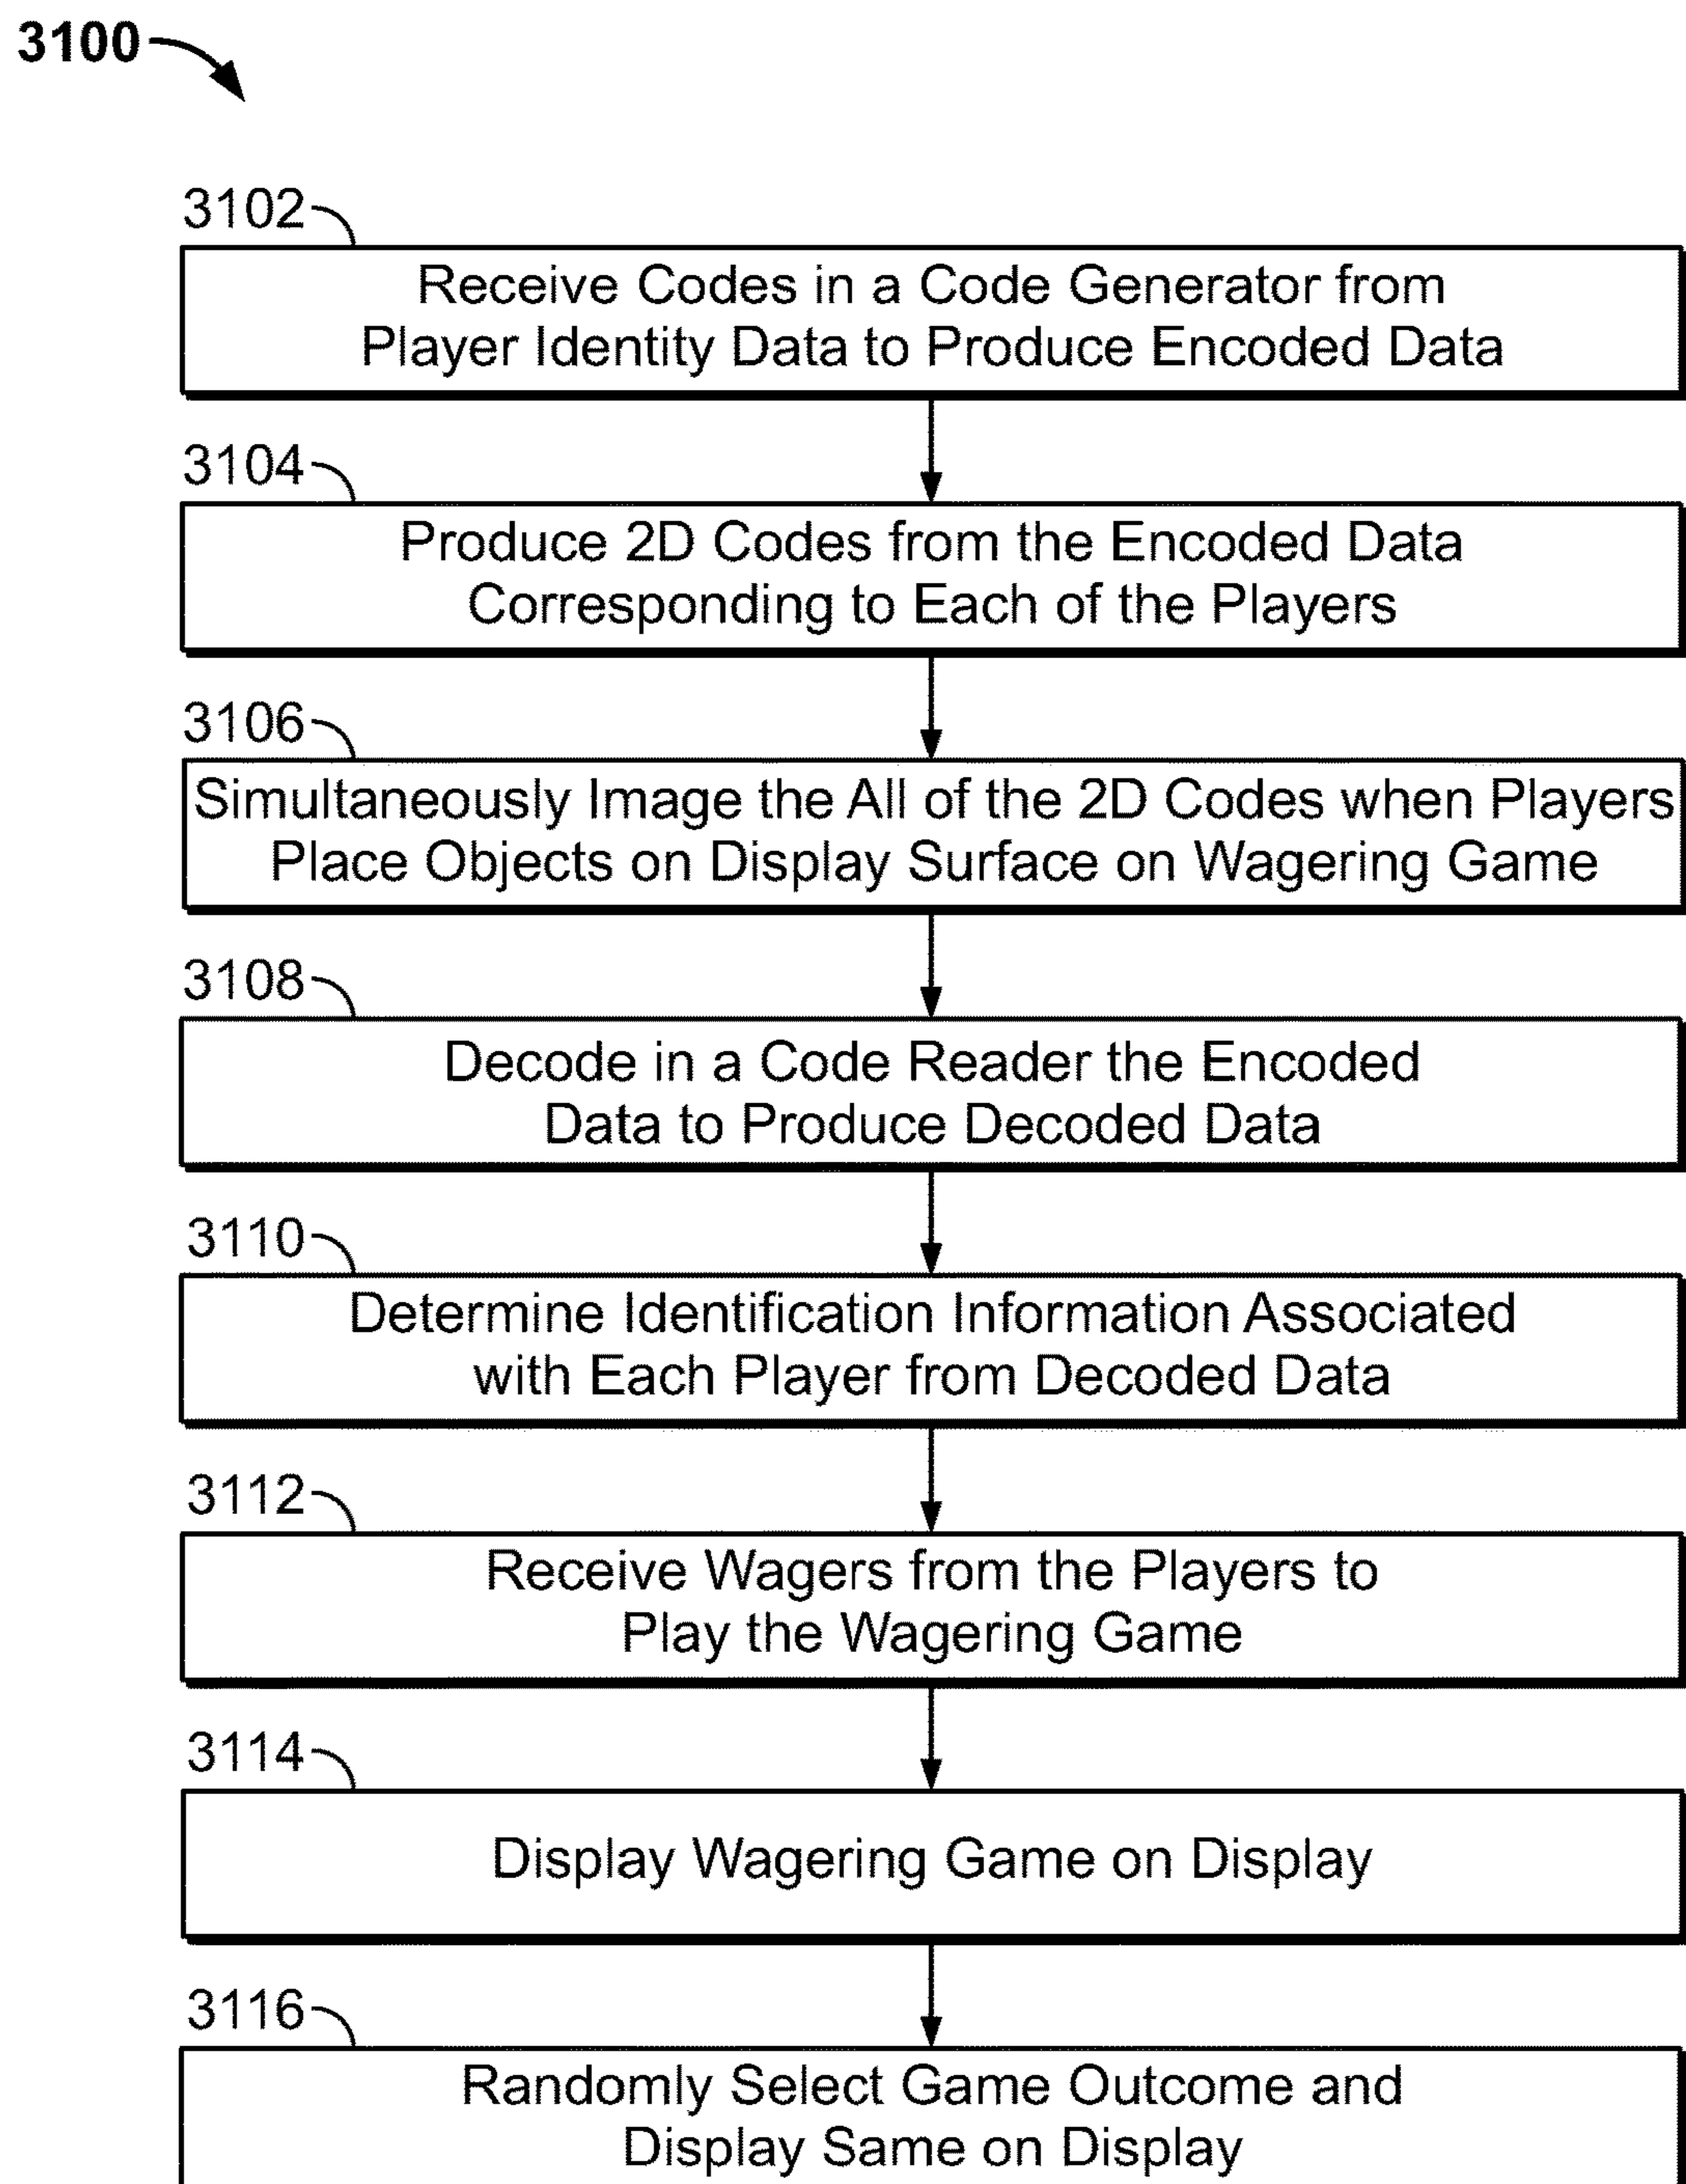 3100
3102
Receive Codes in a Code Generator from
Player Identity Data to Produce Encoded Data
3104
Produce 2D Codes from the Encoded Data
Corresponding to Each of the Players
3106
Simultaneously Image the All of the 2D Codes when Players
Place Objects on Display Surface on Wagering Game
3108
Decode in a Code Reader the Encoded
Data to Produce Decoded Data
3110
Determine Identification Information Associated
with Each Player from Decoded Data
3112
Receive Wagers from the Players to
Play the Wagering Game
3114
Display Wagering Game on Display
3116
Randomly Select Game Outcome and
Display Same on Display